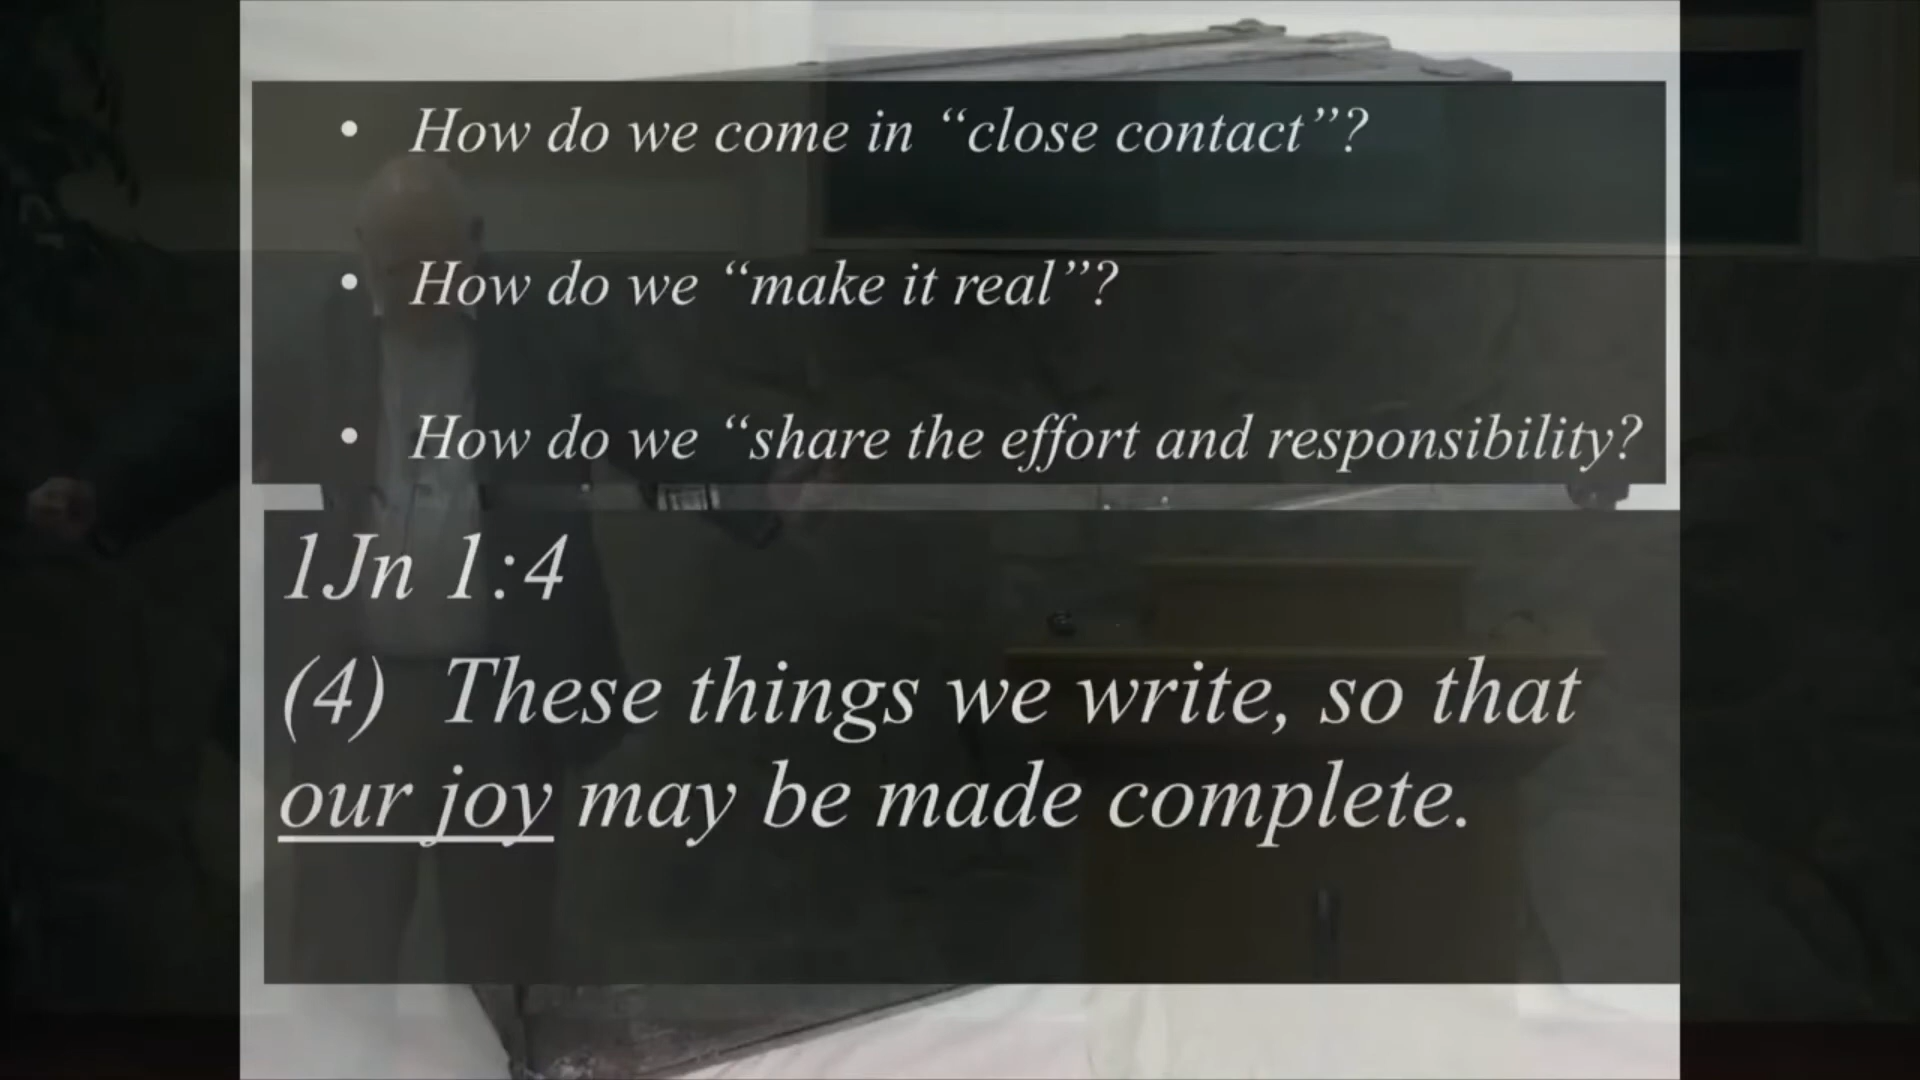 • How do we come in “close contact”?
• How do we “make it real”?
• How do we “share the effort and responsibility?
1Jn 1:4
(4) These things we write, so that
our joy may be made complete.